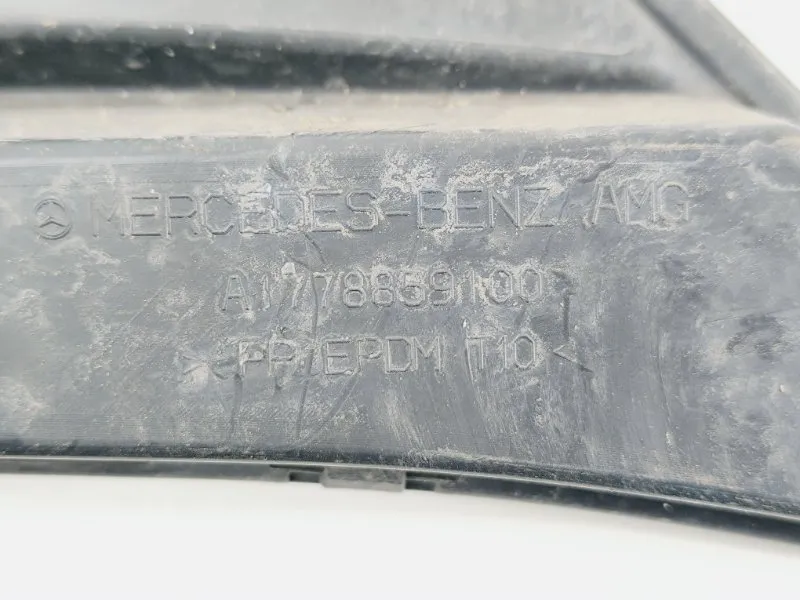 MERCEDES-BENZ AMG
A1778859100
>PP/EPDM T10<